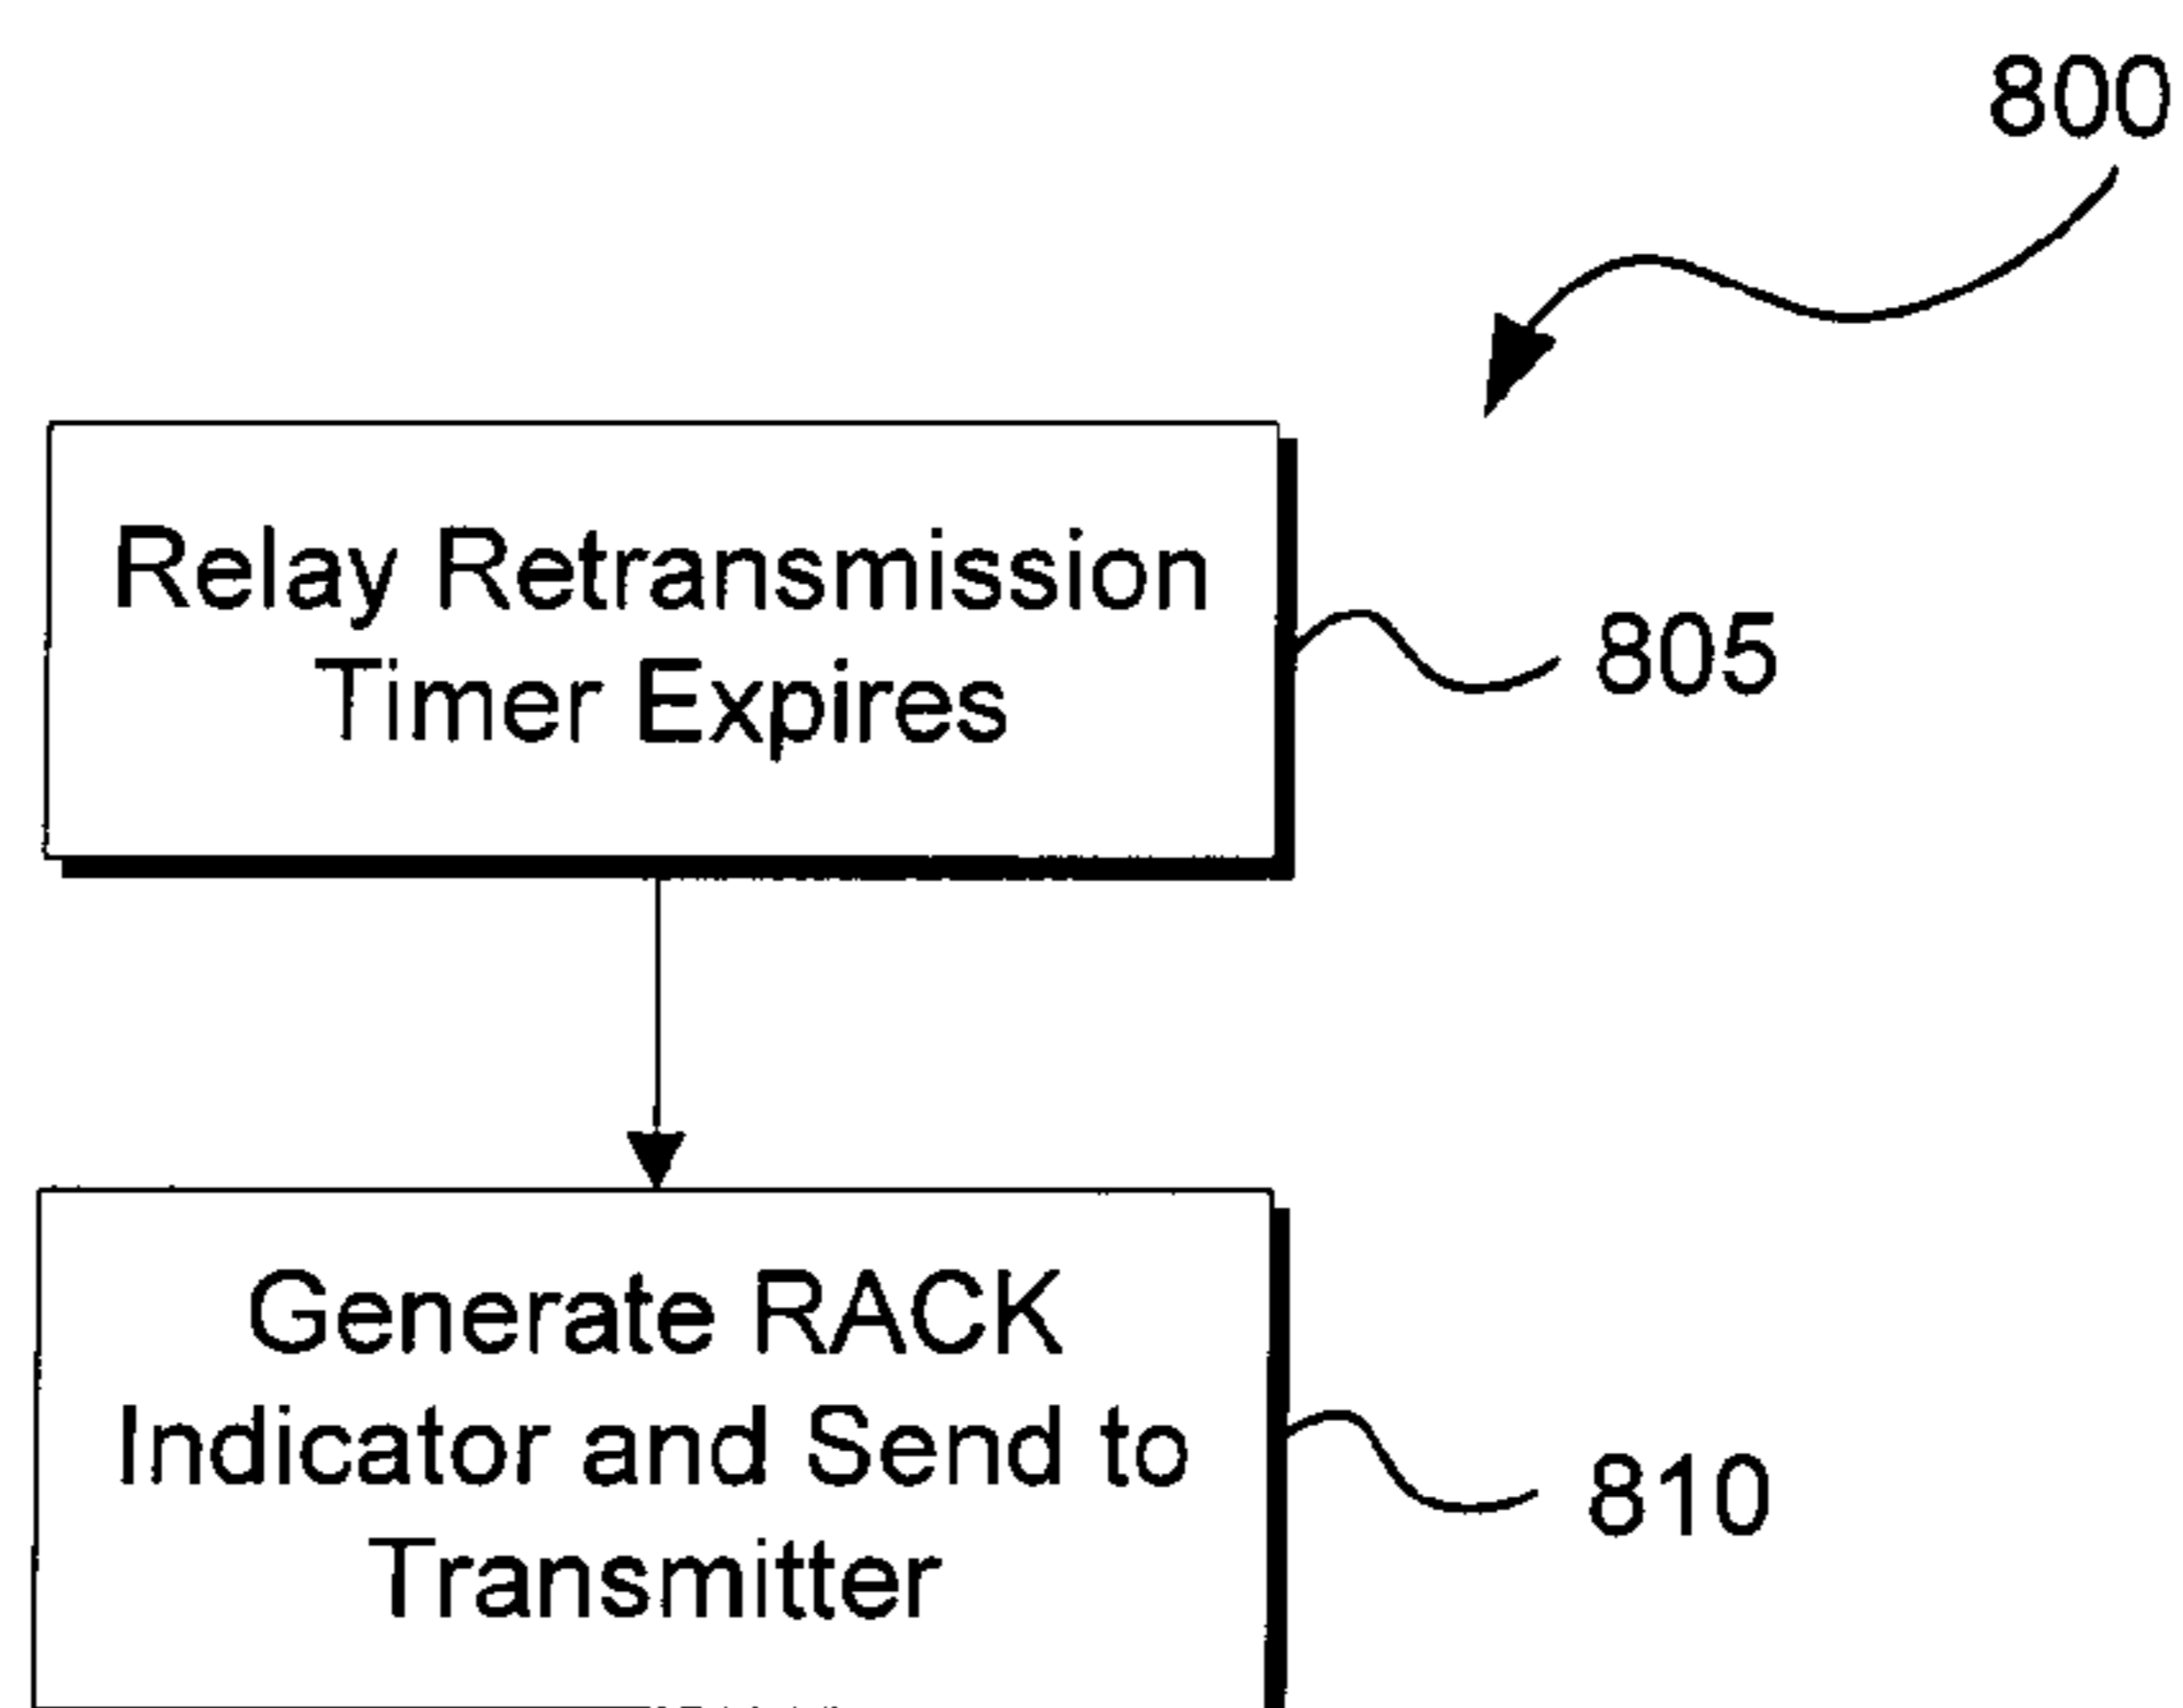 800
Relay Retransmission
Timer Expires
805
Generate RACK
Indicator and Send to
Transmitter
810